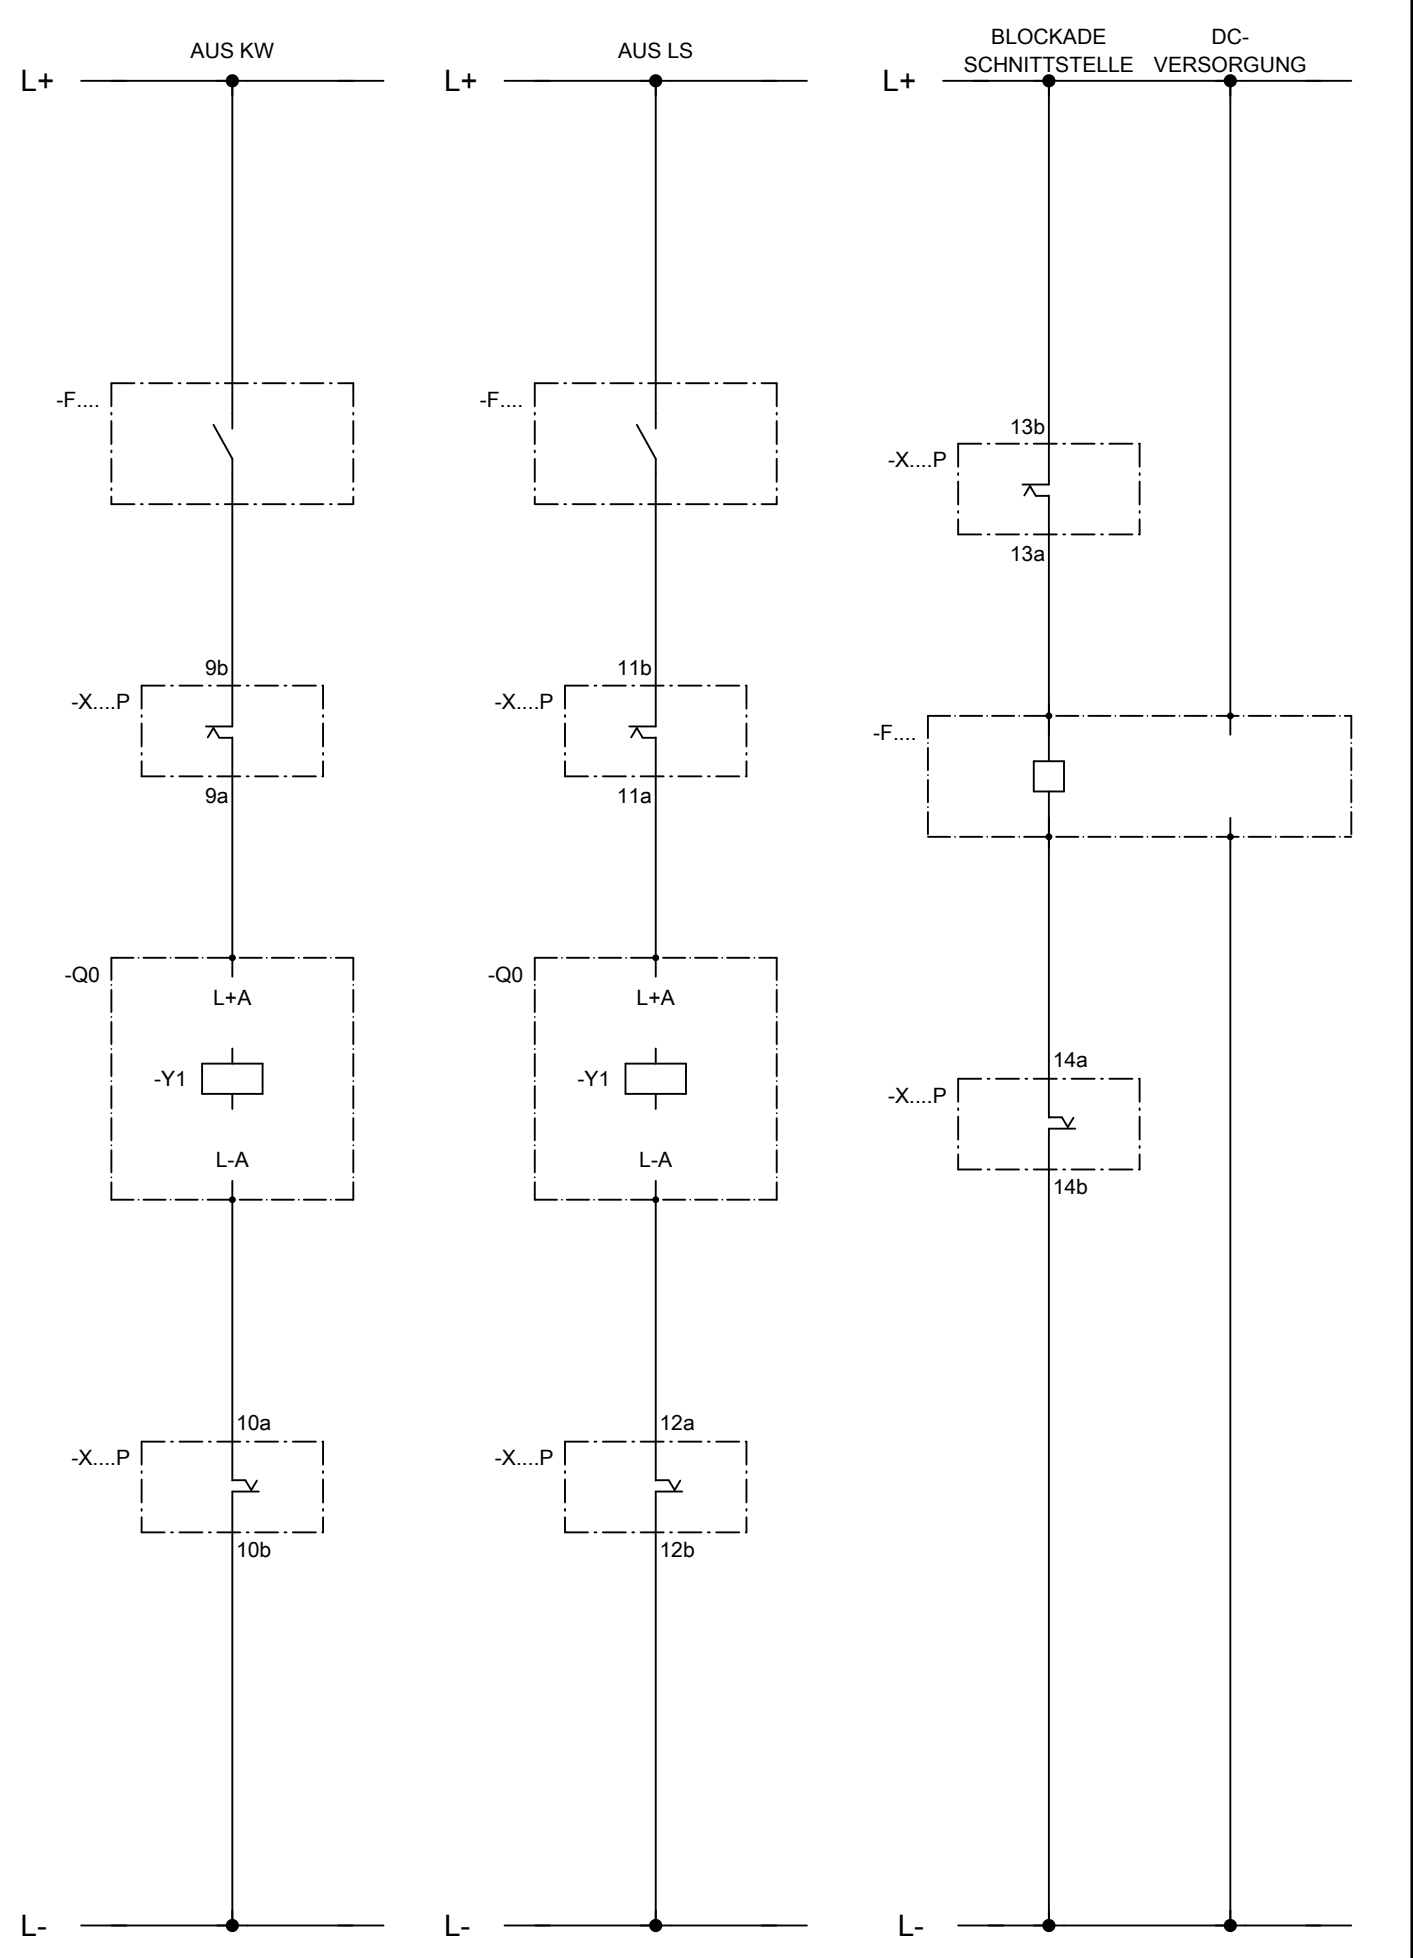 AUS KW
AUS LS
BLOCKADE
SCHNITTSTELLE
DC-
VERSORGUNG
L+
L+
L+
-F....
-F....
13b
-X....P
13a
9b
-X....P
9a
11b
-X....P
11a
-F....
-Q0
L+A
-Y1
L-A
-Q0
L+A
-Y1
L-A
14a
-X....P
14b
10a
-X....P
10b
12a
-X....P
12b
L-
L-
L-